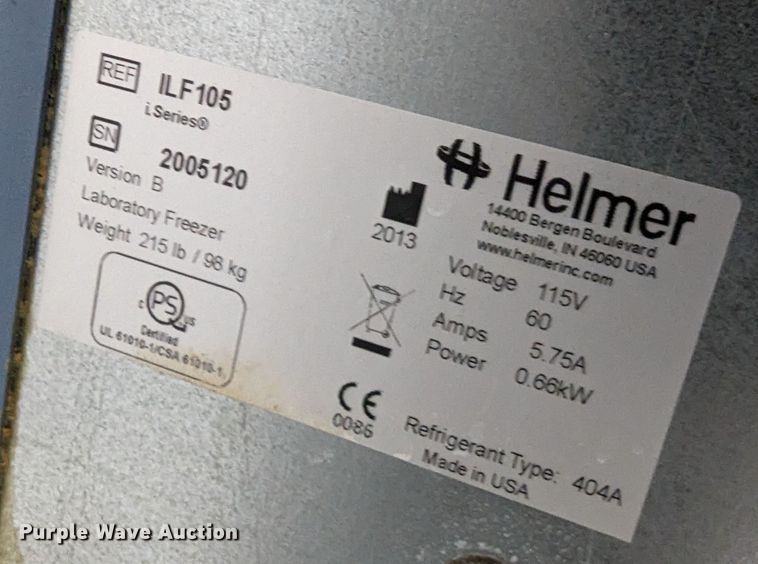 REF ILF105
i.Series®
SN 2005120
Version B
Laboratory Freezer
Weight 215 lb / 98 kg
c PS US
Certified
UL 61010-1/CSA 61010-1.
Helmer
14400 Bergen Boulevard
Noblesville, IN 46060 USA
www.helmerinc.com
2013
Voltage 115V
Hz 60
Amps 5.75A
Power 0.66kW
CE
0086
Refrigerant Type: 404A
Made in USA
Purple Wave Auction